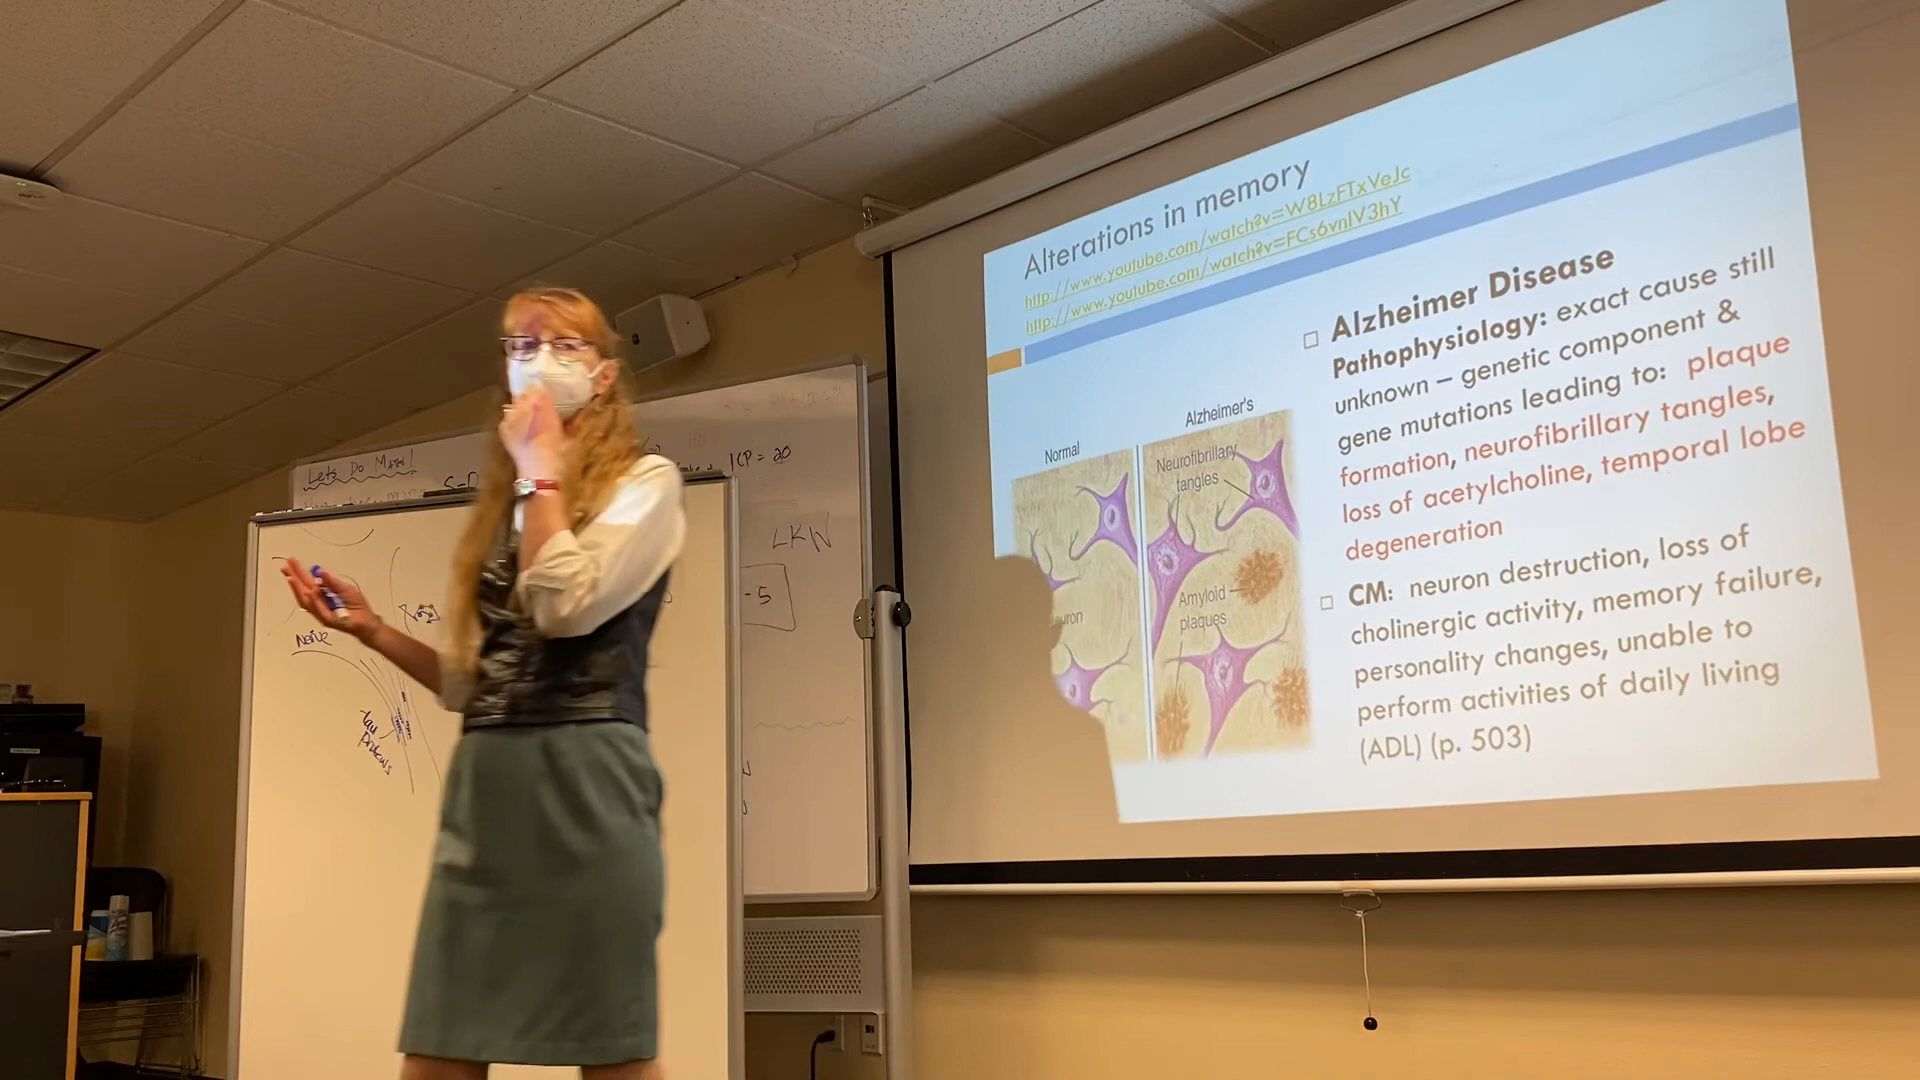 Alterations in memory
http://www.youtube.com/watch?v=W8LzFTxVeJc
http://www.youtube.com/watch?v=FCs6vnlV3hY
Normal
Alzheimer's
Neurofibrillary
tangles
Amyloid
plaques
Alzheimer Disease
Pathophysiology: exact cause still
unknown – genetic component &
gene mutations leading to: plaque
formation, neurofibrillary tangles,
loss of acetylcholine, temporal lobe
degeneration
CM: neuron destruction, loss of
cholinergic activity, memory failure,
personality changes, unable to
perform activities of daily living
(ADL) (p. 503)
Let's Do Math!
ICP = 20
LKW
- 5
Tau